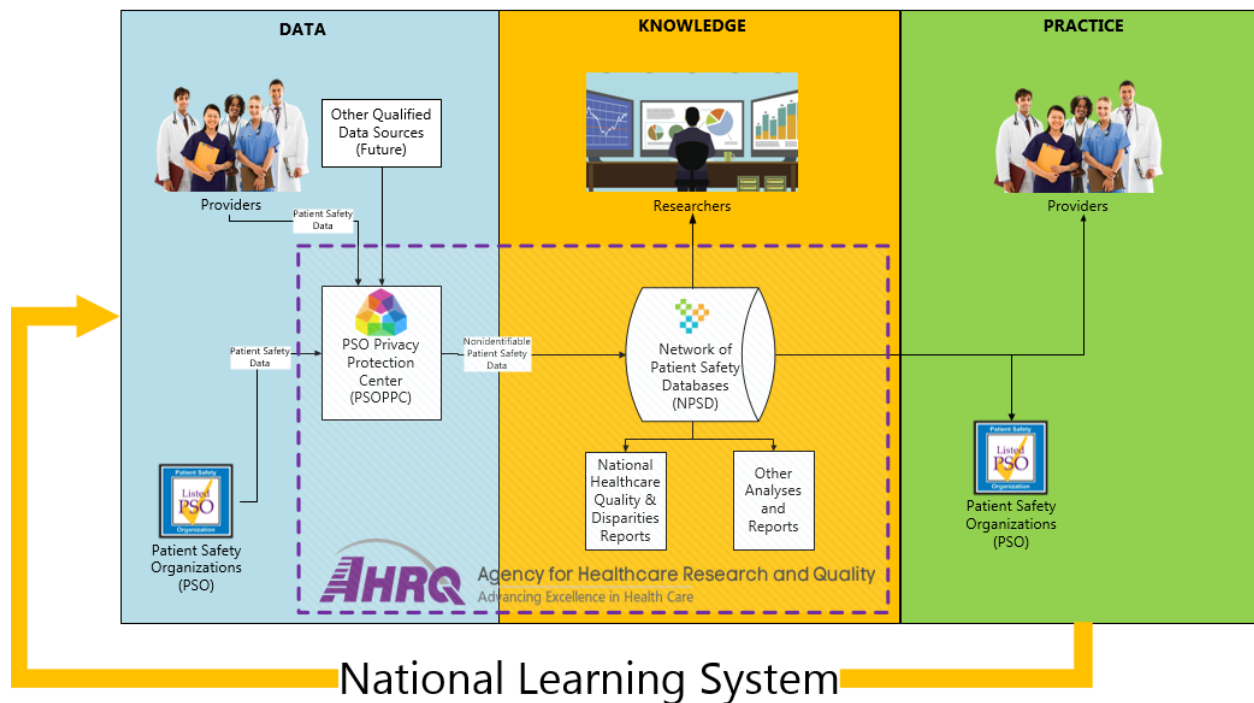 DATA
KNOWLEDGE
PRACTICE
Other Qualified
Data Sources
(Future)
Providers
Patient Safety
Data
Researchers
Providers
PSO Privacy
Protection
Center
(PSOPPC)
Patient Safety
Data
Nonidentifiable
Patient Safety
Data
Network of
Patient Safety
Databases
(NPSD)
National
Healthcare
Quality &
Disparities
Reports
Other
Analyses
and
Reports
Patient Safety
Listed
PSO
Organization
Patient Safety
Organizations
(PSO)
Patient Safety
Listed
PSO
Organization
Patient Safety
Organizations
(PSO)
AHRQ
Agency for Healthcare Research and Quality
Advancing Excellence in Health Care
National Learning System